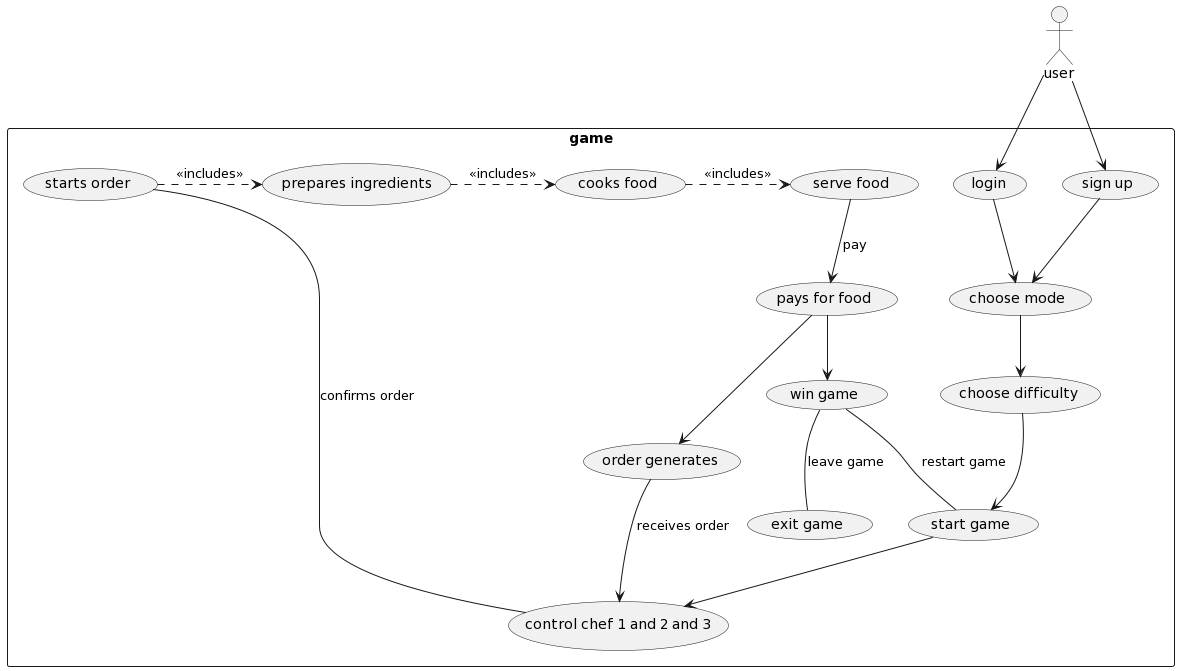 user
game
starts order
«includes»
prepares ingredients
«includes»
cooks food
«includes»
serve food
login
sign up
pay
pays for food
choose mode
win game
choose difficulty
confirms order
order generates
leave game
restart game
receives order
exit game
start game
control chef 1 and 2 and 3